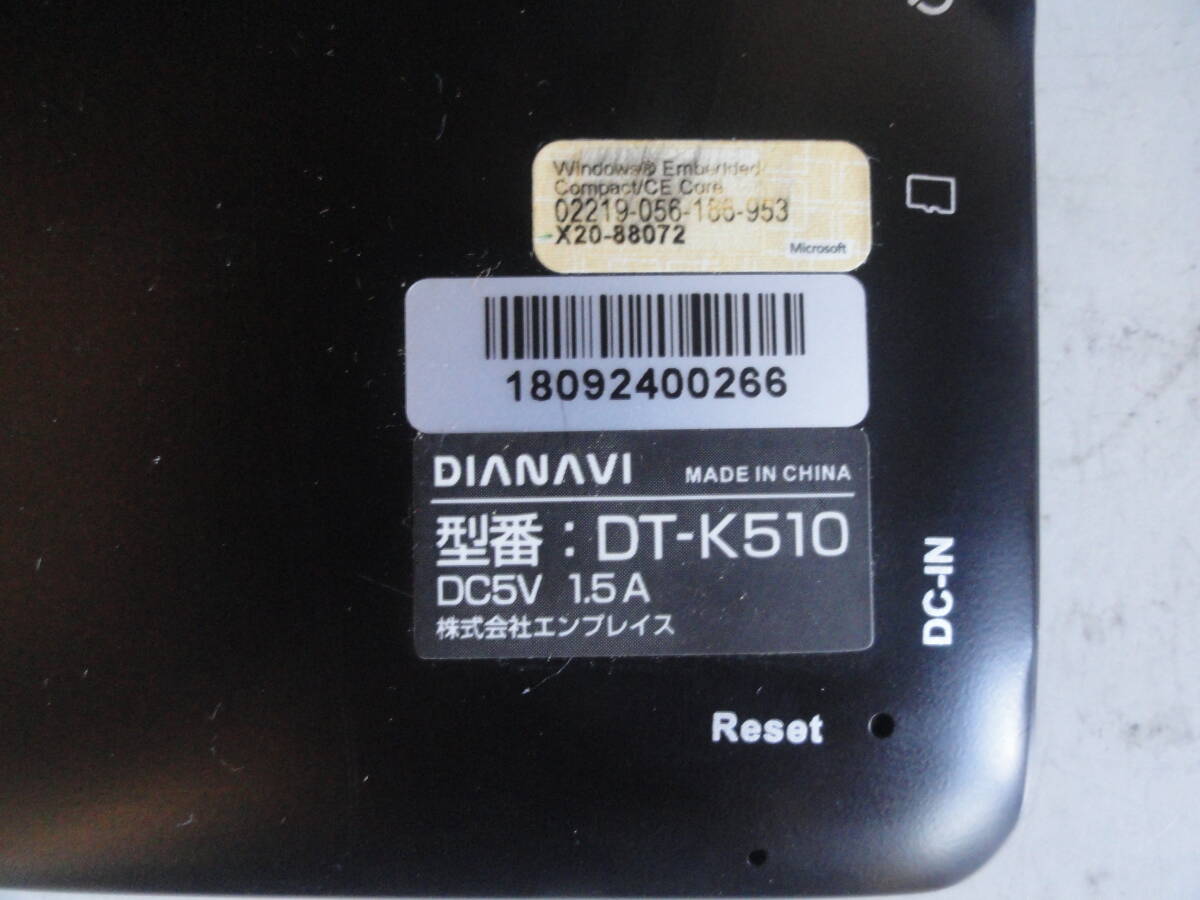 Windows® Embedded
Compact/CE Core
02219-056-186-953
X20-88072
Microsoft
18092400266
DIANAVI MADE IN CHINA
型番：DT-K510
DC5V 1.5A
株式会社エンプレイス
DC-IN
Reset